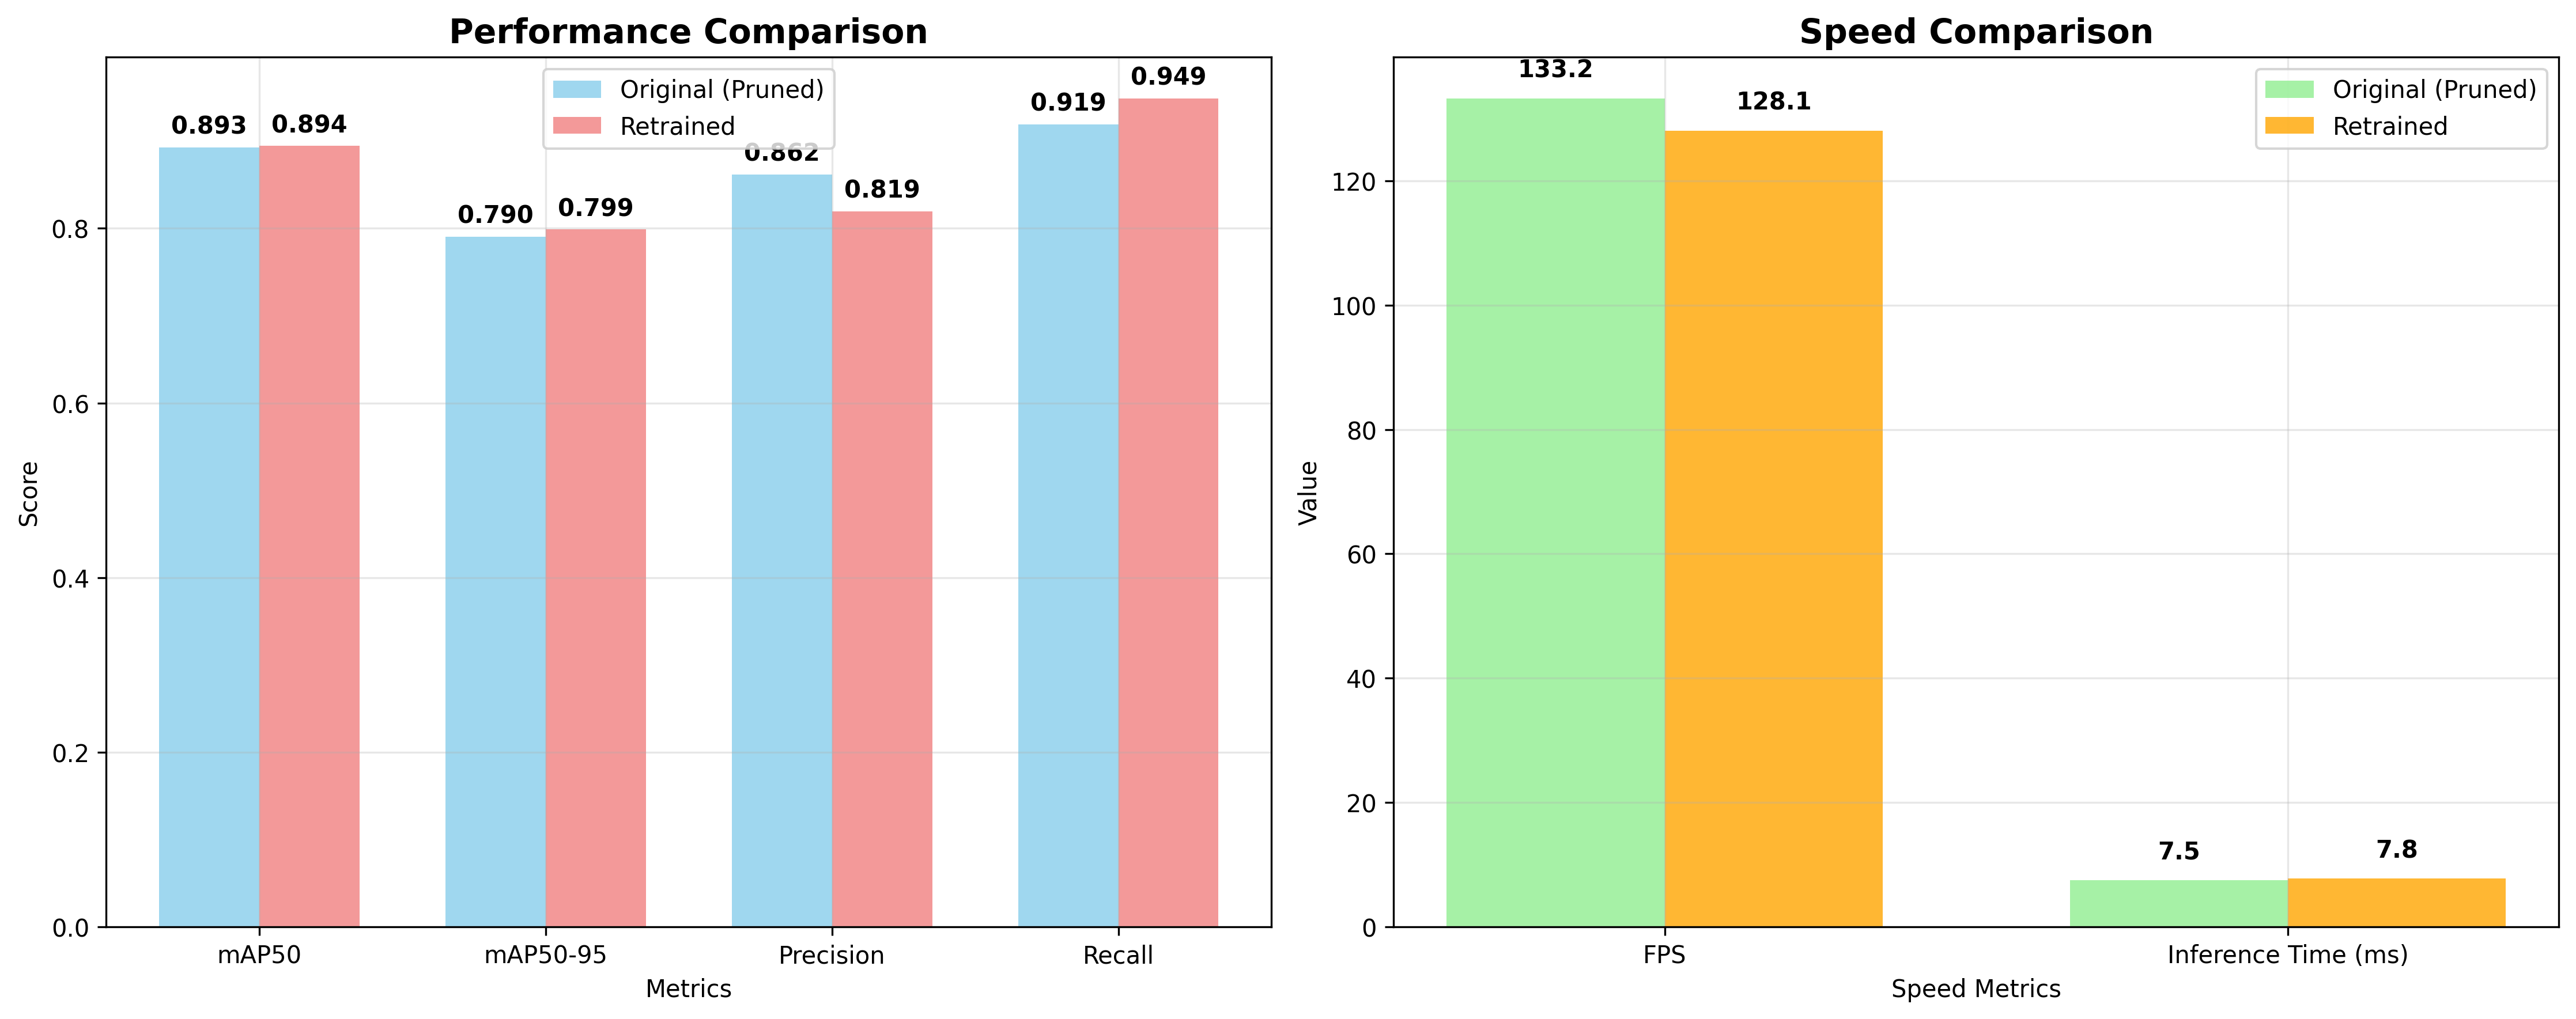 Performance Comparison
Original (Pruned)
Retrained
0.893
0.894
0.790
0.799
0.862
0.819
0.919
0.949
0.8
0.6
0.4
0.2
0.0
Score
mAP50
mAP50-95
Precision
Recall
Metrics
Speed Comparison
Original (Pruned)
Retrained
133.2
128.1
7.5
7.8
120
100
80
60
40
20
0
Value
FPS
Inference Time (ms)
Speed Metrics